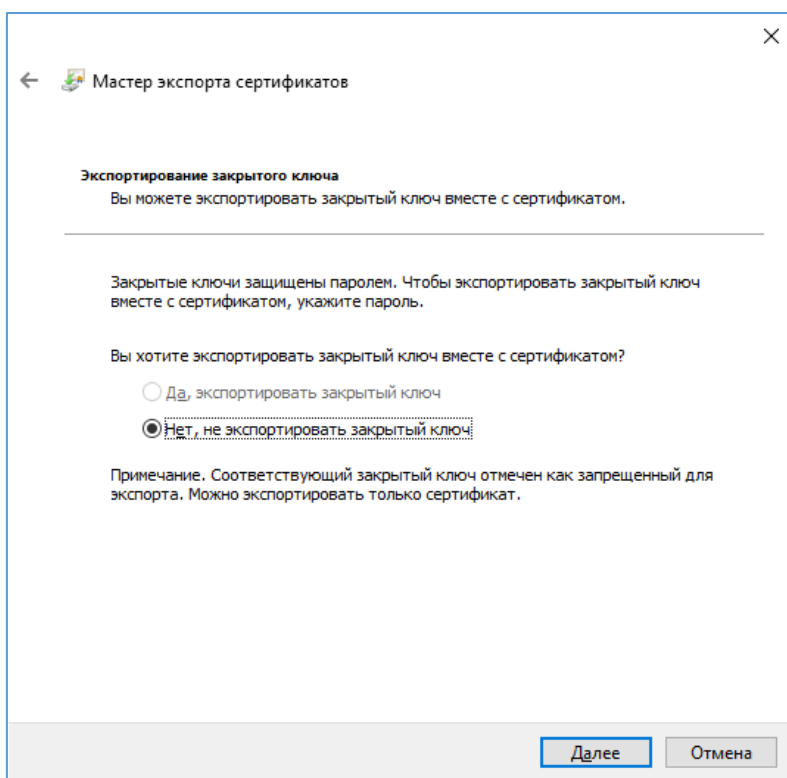 Мастер экспорта сертификатов
Экспортирование закрытого ключа
Вы можете экспортировать закрытый ключ вместе с сертификатом.
Закрытые ключи защищены паролем. Чтобы экспортировать закрытый ключ
вместе с сертификатом, укажите пароль.
Вы хотите экспортировать закрытый ключ вместе с сертификатом?
Да, экспортировать закрытый ключ
Нет, не экспортировать закрытый ключ
Примечание. Соответствующий закрытый ключ отмечен как запрещенный для
экспорта. Можно экспортировать только сертификат.
Далее
Отмена